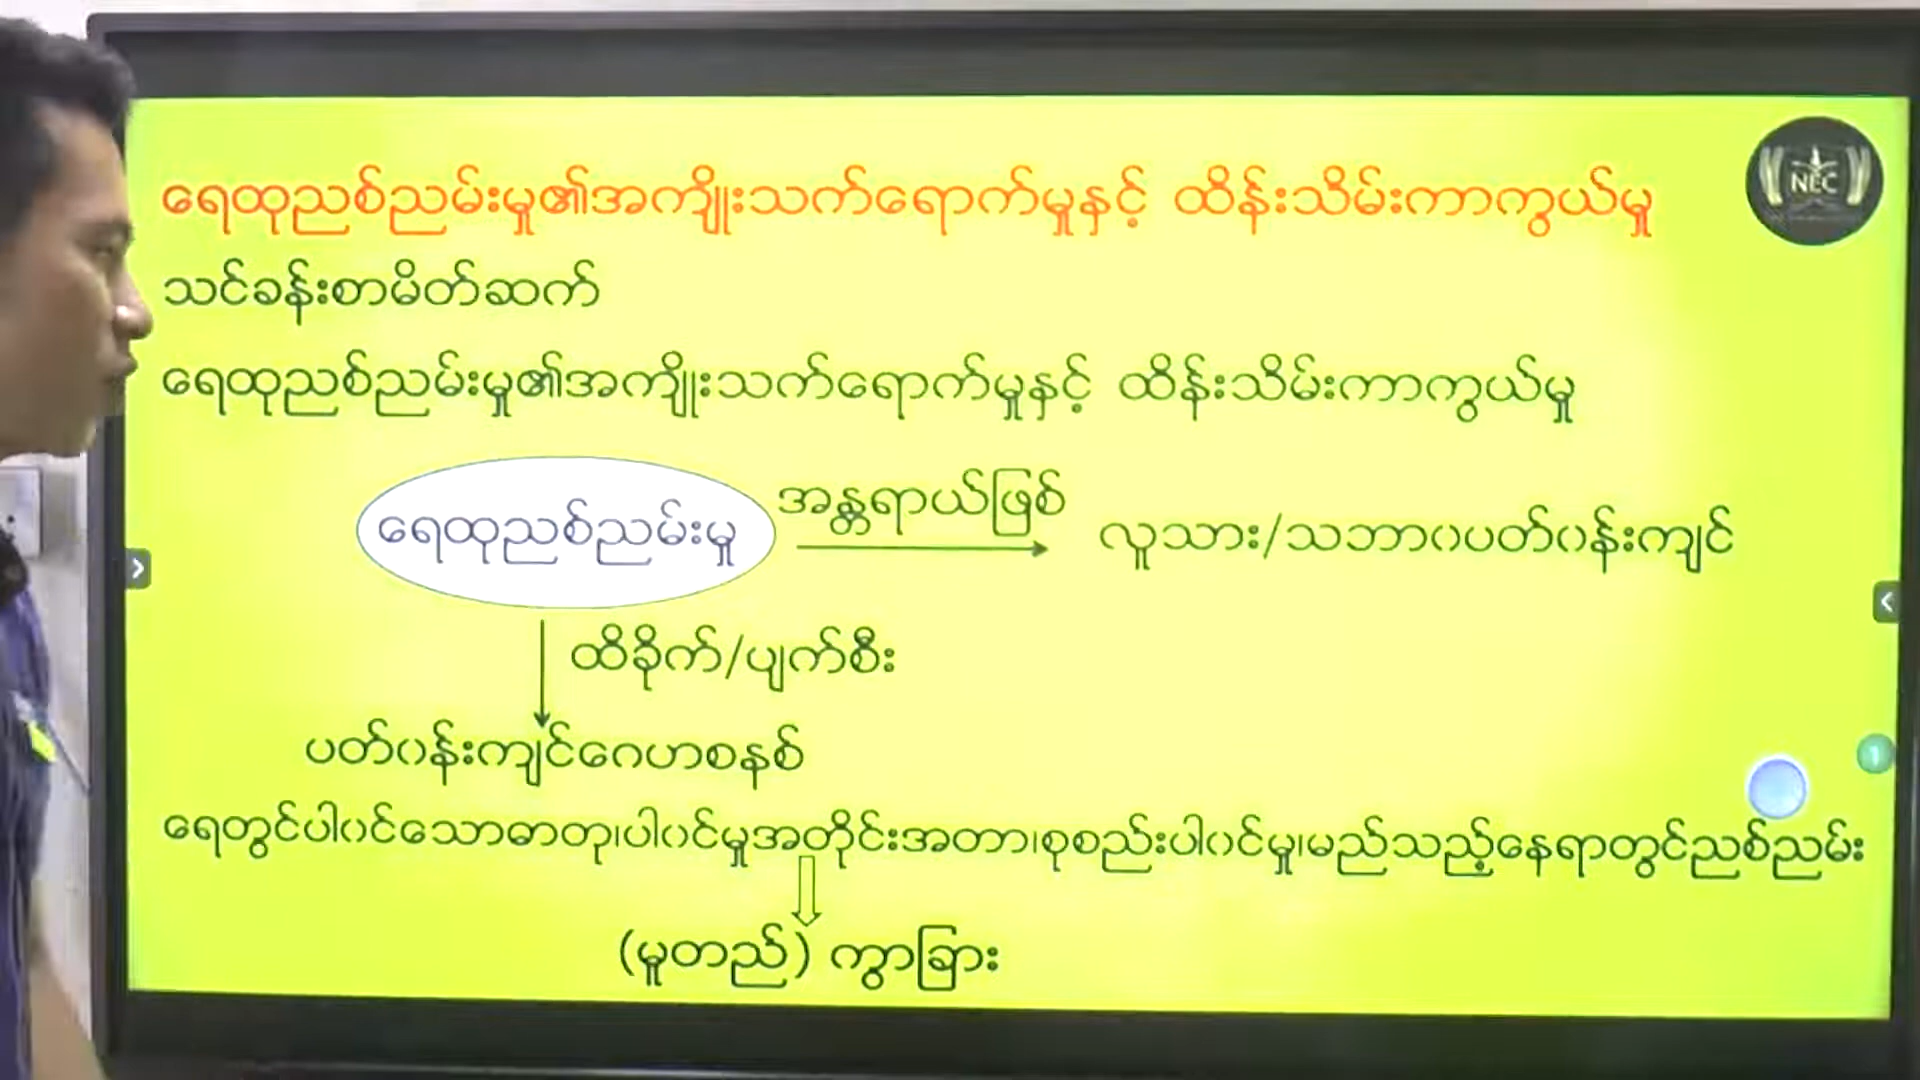 NEC
ရေထုညစ်ညမ်းမှု၏အကျိုးသက်ရောက်မှုနှင့် ထိန်းသိမ်းကာကွယ်မှု
သင်ခန်းစာမိတ်ဆက်
ရေထုညစ်ညမ်းမှု၏အကျိုးသက်ရောက်မှုနှင့် ထိန်းသိမ်းကာကွယ်မှု
အန္တရာယ်ဖြစ်
ရေထုညစ်ညမ်းမှု
လူသား/သဘာဝပတ်ဝန်းကျင်
ထိခိုက်/ပျက်စီး
ပတ်ဝန်းကျင်ဂေဟစနစ်
ရေတွင်ပါဝင်သောဓာတု၊ပါဝင်မှုအတိုင်းအတာ၊စုစည်းပါဝင်မှု၊မည်သည့်နေရာတွင်ညစ်ညမ်း
(မူတည်) ကွာခြား
1